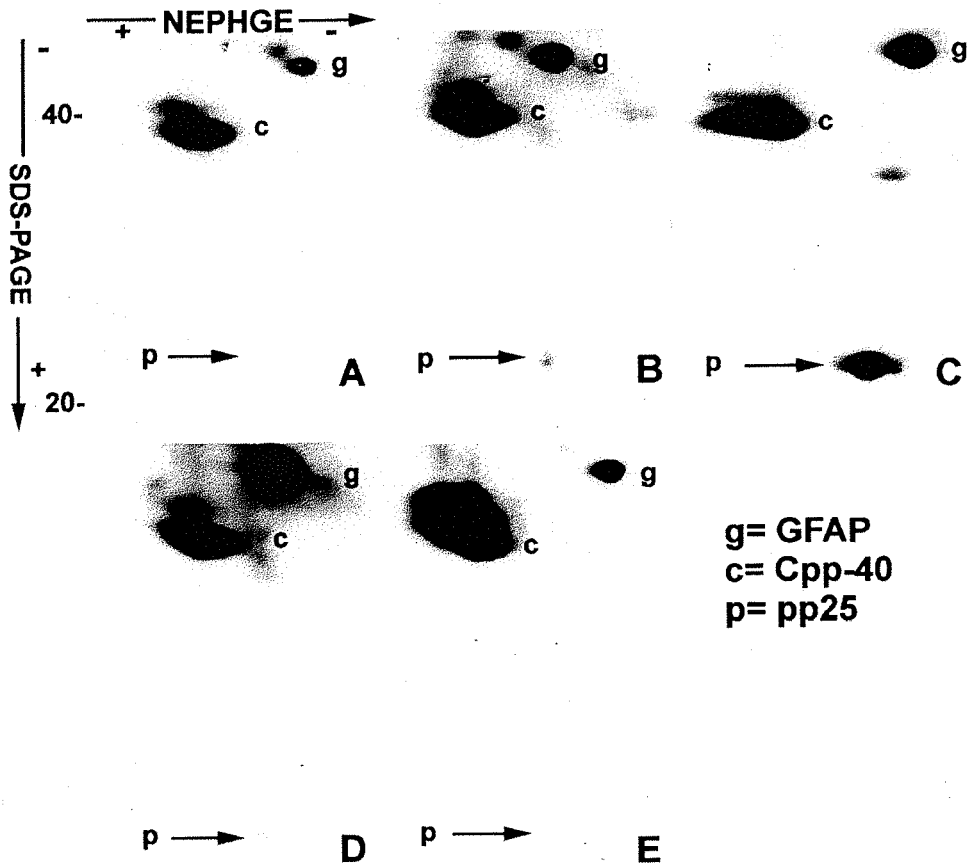 NEPHGE
+ -
- g g g
40- c c c
SDS-PAGE
p A p B p C
+
20-
g g
c c
g= GFAP
c= Cpp-40
p= pp25
p D p E